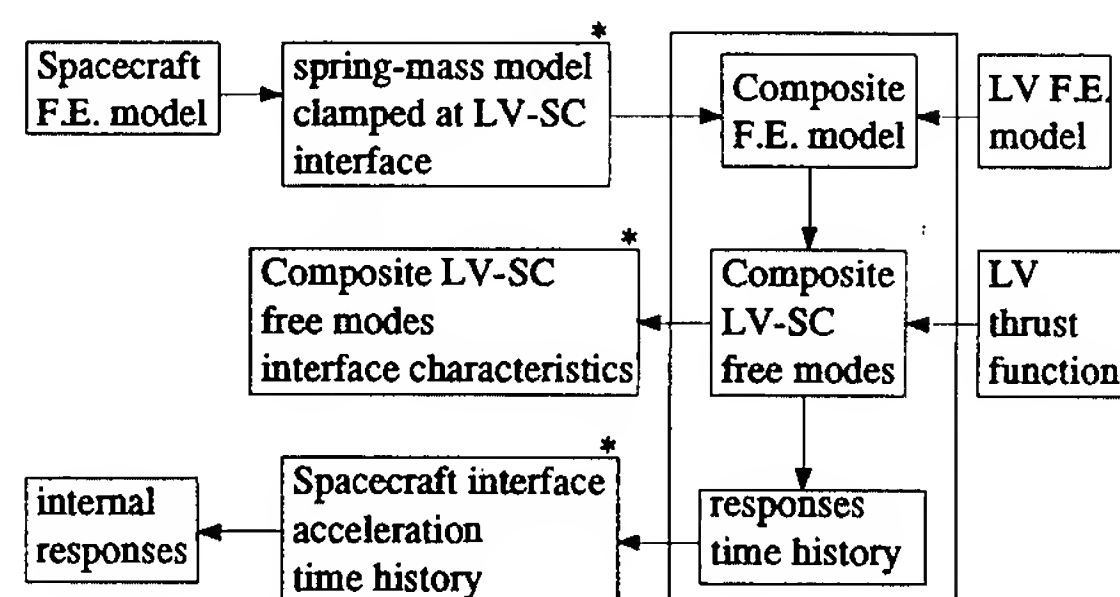 Spacecraft
F.E. model
*
spring-mass model
clamped at LV-SC
interface
Composite
F.E. model
LV F.E.
model
*
Composite LV-SC
free modes
interface characteristics
Composite
LV-SC
free modes
LV
thrust
function
internal
responses
*
Spacecraft interface
acceleration
time history
responses
time history